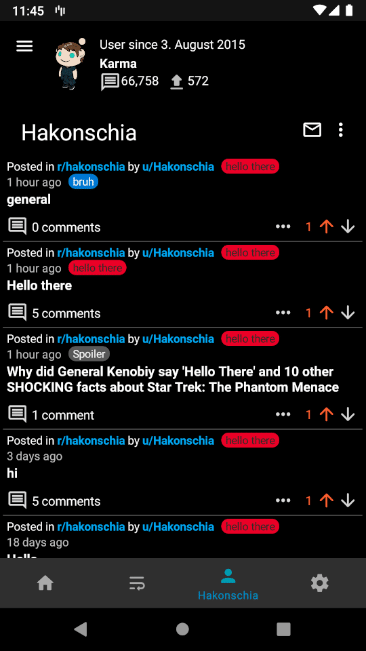 11:45
User since 3. August 2015
Karma
66,758 572
Hakonschia
Posted in r/hakonschia by u/Hakonschia hello there
1 hour ago bruh
general
0 comments ••• 1
Posted in r/hakonschia by u/Hakonschia hello there
1 hour ago hello there
Hello there
5 comments ••• 1
Posted in r/hakonschia by u/Hakonschia hello there
1 hour ago Spoiler
Why did General Kenobiy say 'Hello There' and 10 other
SHOCKING facts about Star Trek: The Phantom Menace
1 comment ••• 1
Posted in r/hakonschia by u/Hakonschia hello there
3 days ago
hi
5 comments ••• 1
Posted in r/hakonschia by u/Hakonschia hello there
18 days ago
Hakonschia